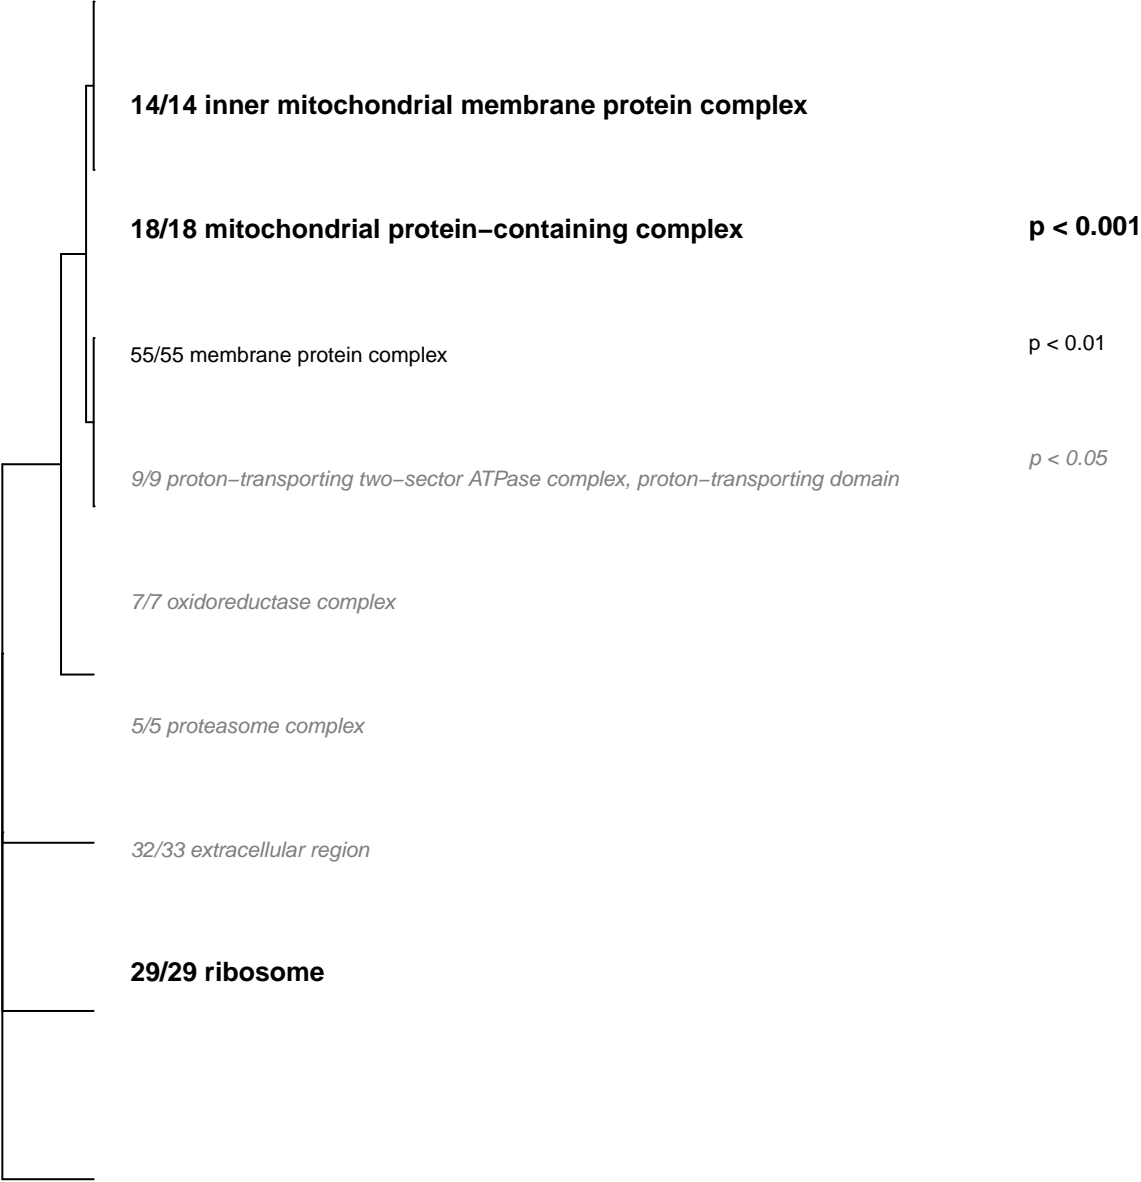 14/14 inner mitochondrial membrane protein complex
18/18 mitochondrial protein−containing complex
p < 0.001
55/55 membrane protein complex
p < 0.01
9/9 proton−transporting two−sector ATPase complex, proton−transporting domain
p < 0.05
7/7 oxidoreductase complex
5/5 proteasome complex
32/33 extracellular region
29/29 ribosome